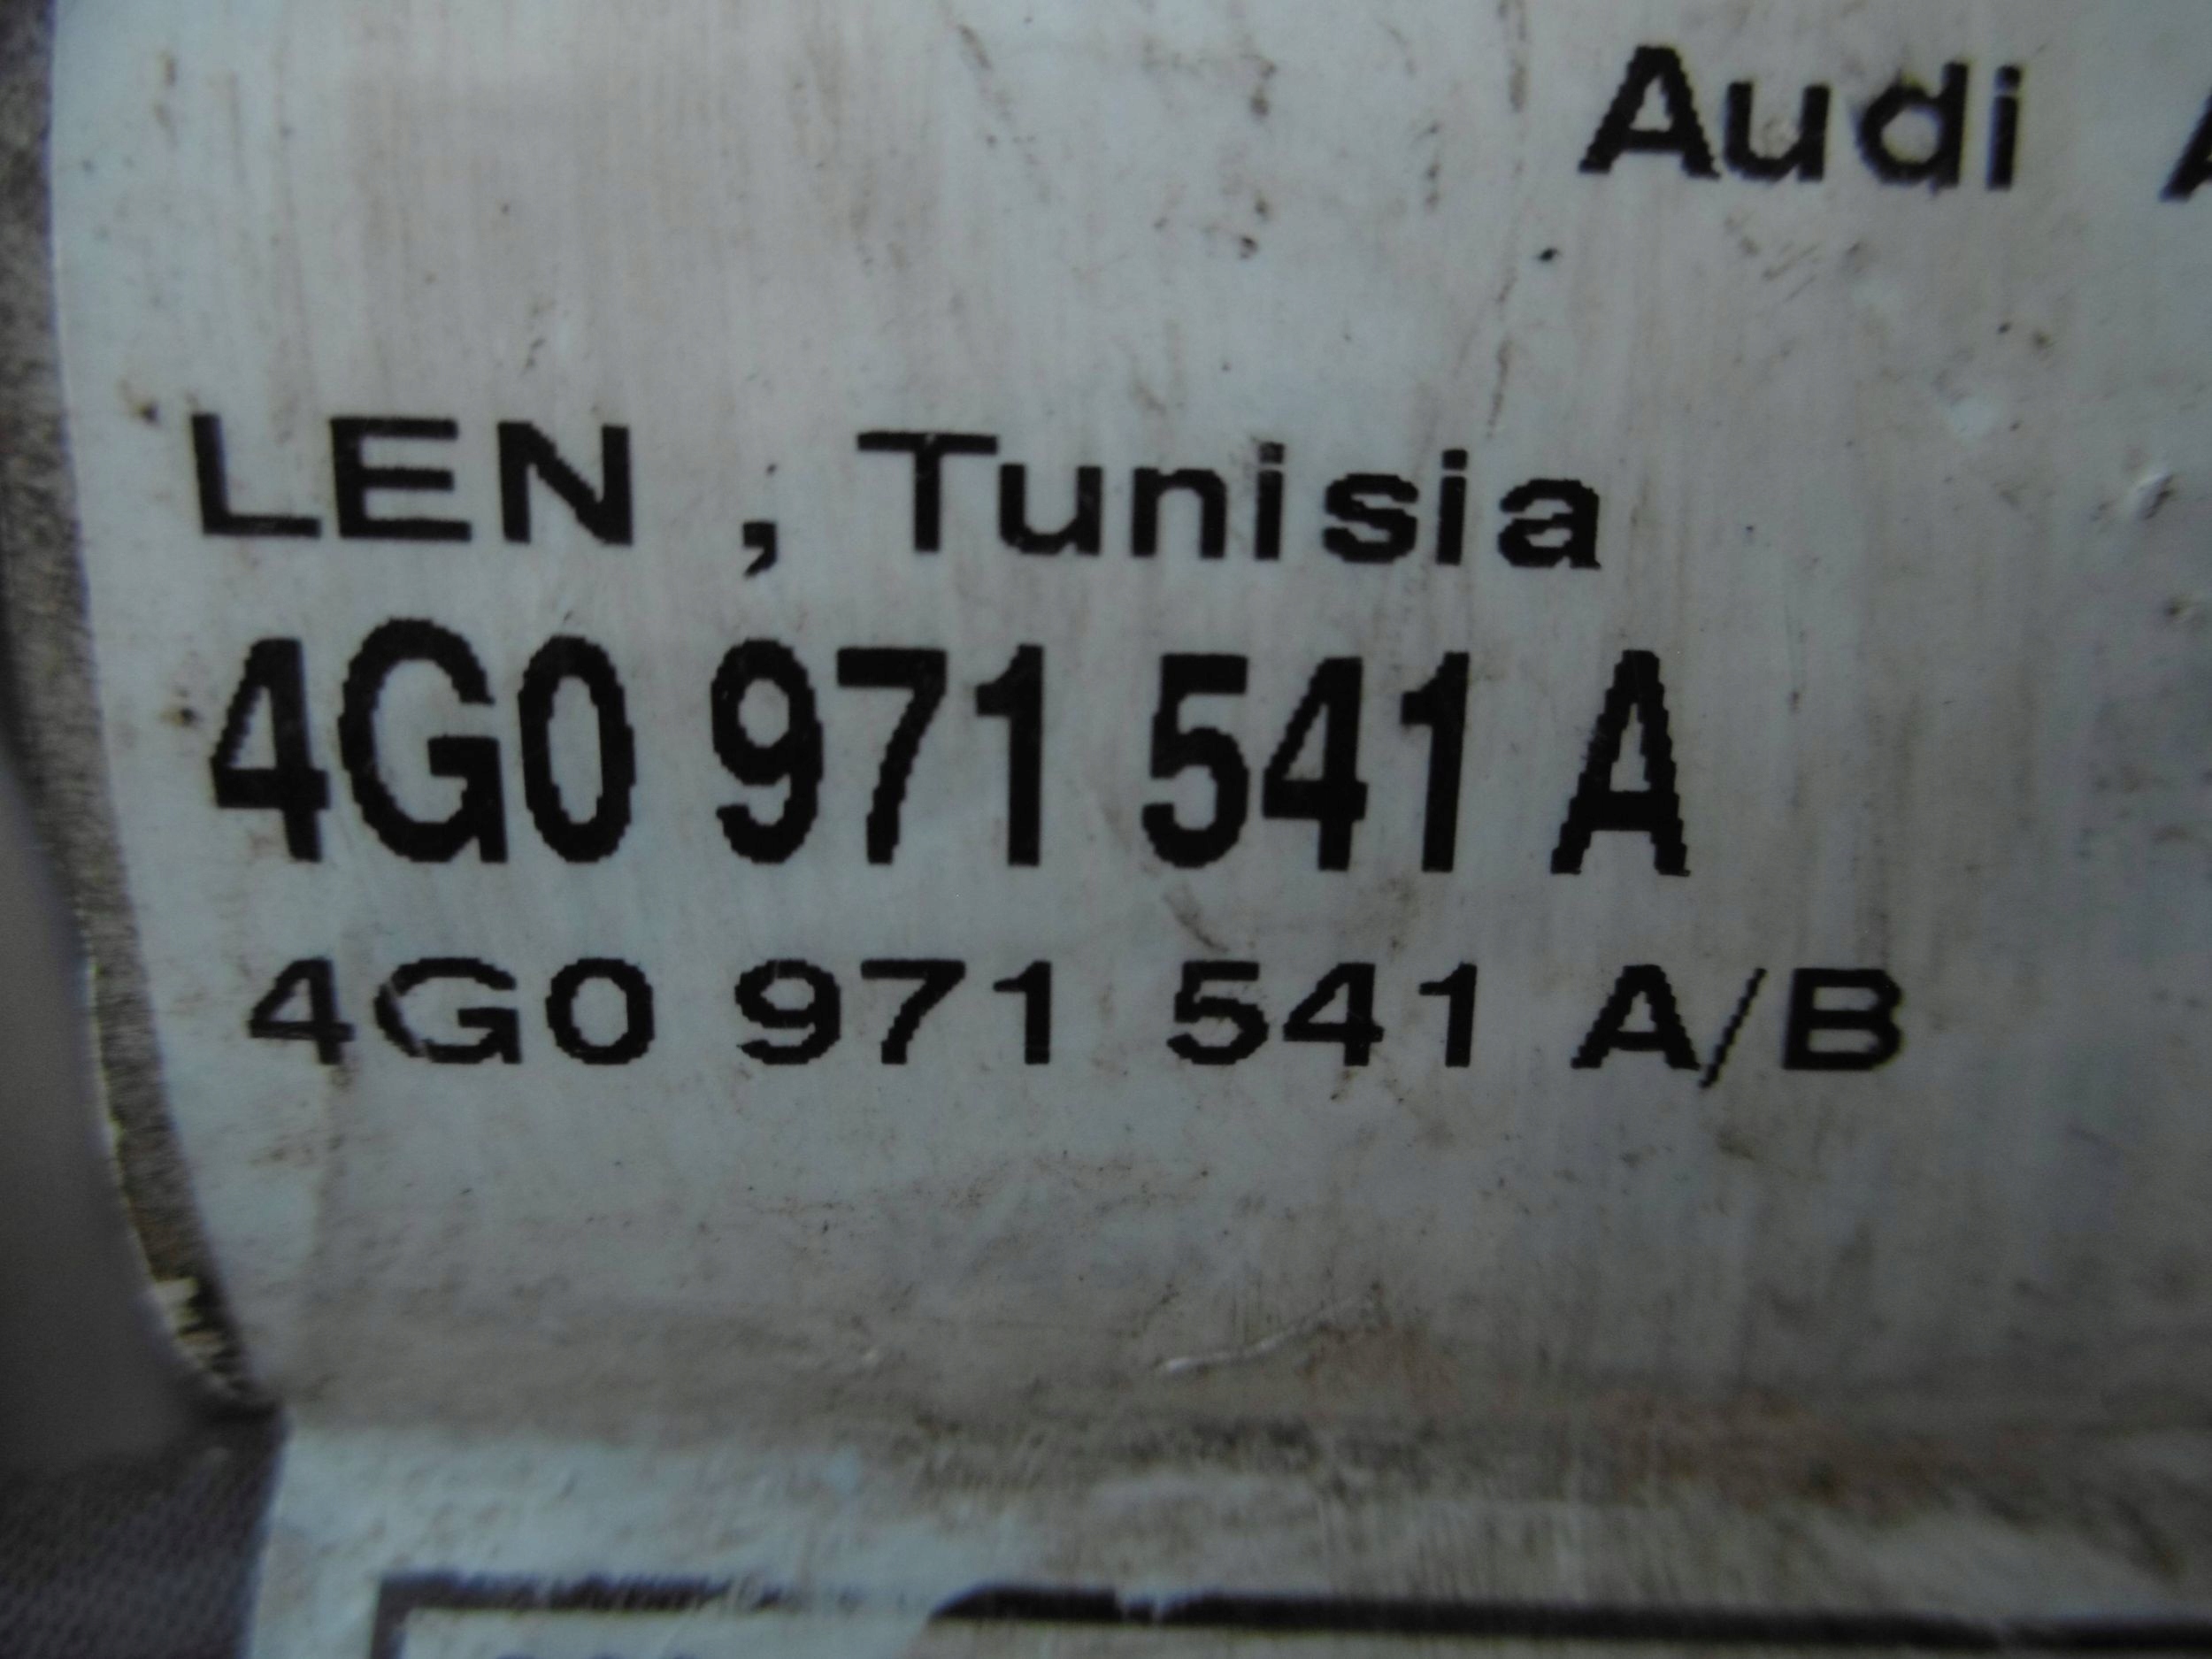 Audi
LEN , Tunisia
4G0 971 541 A
4G0 971 541 A/B